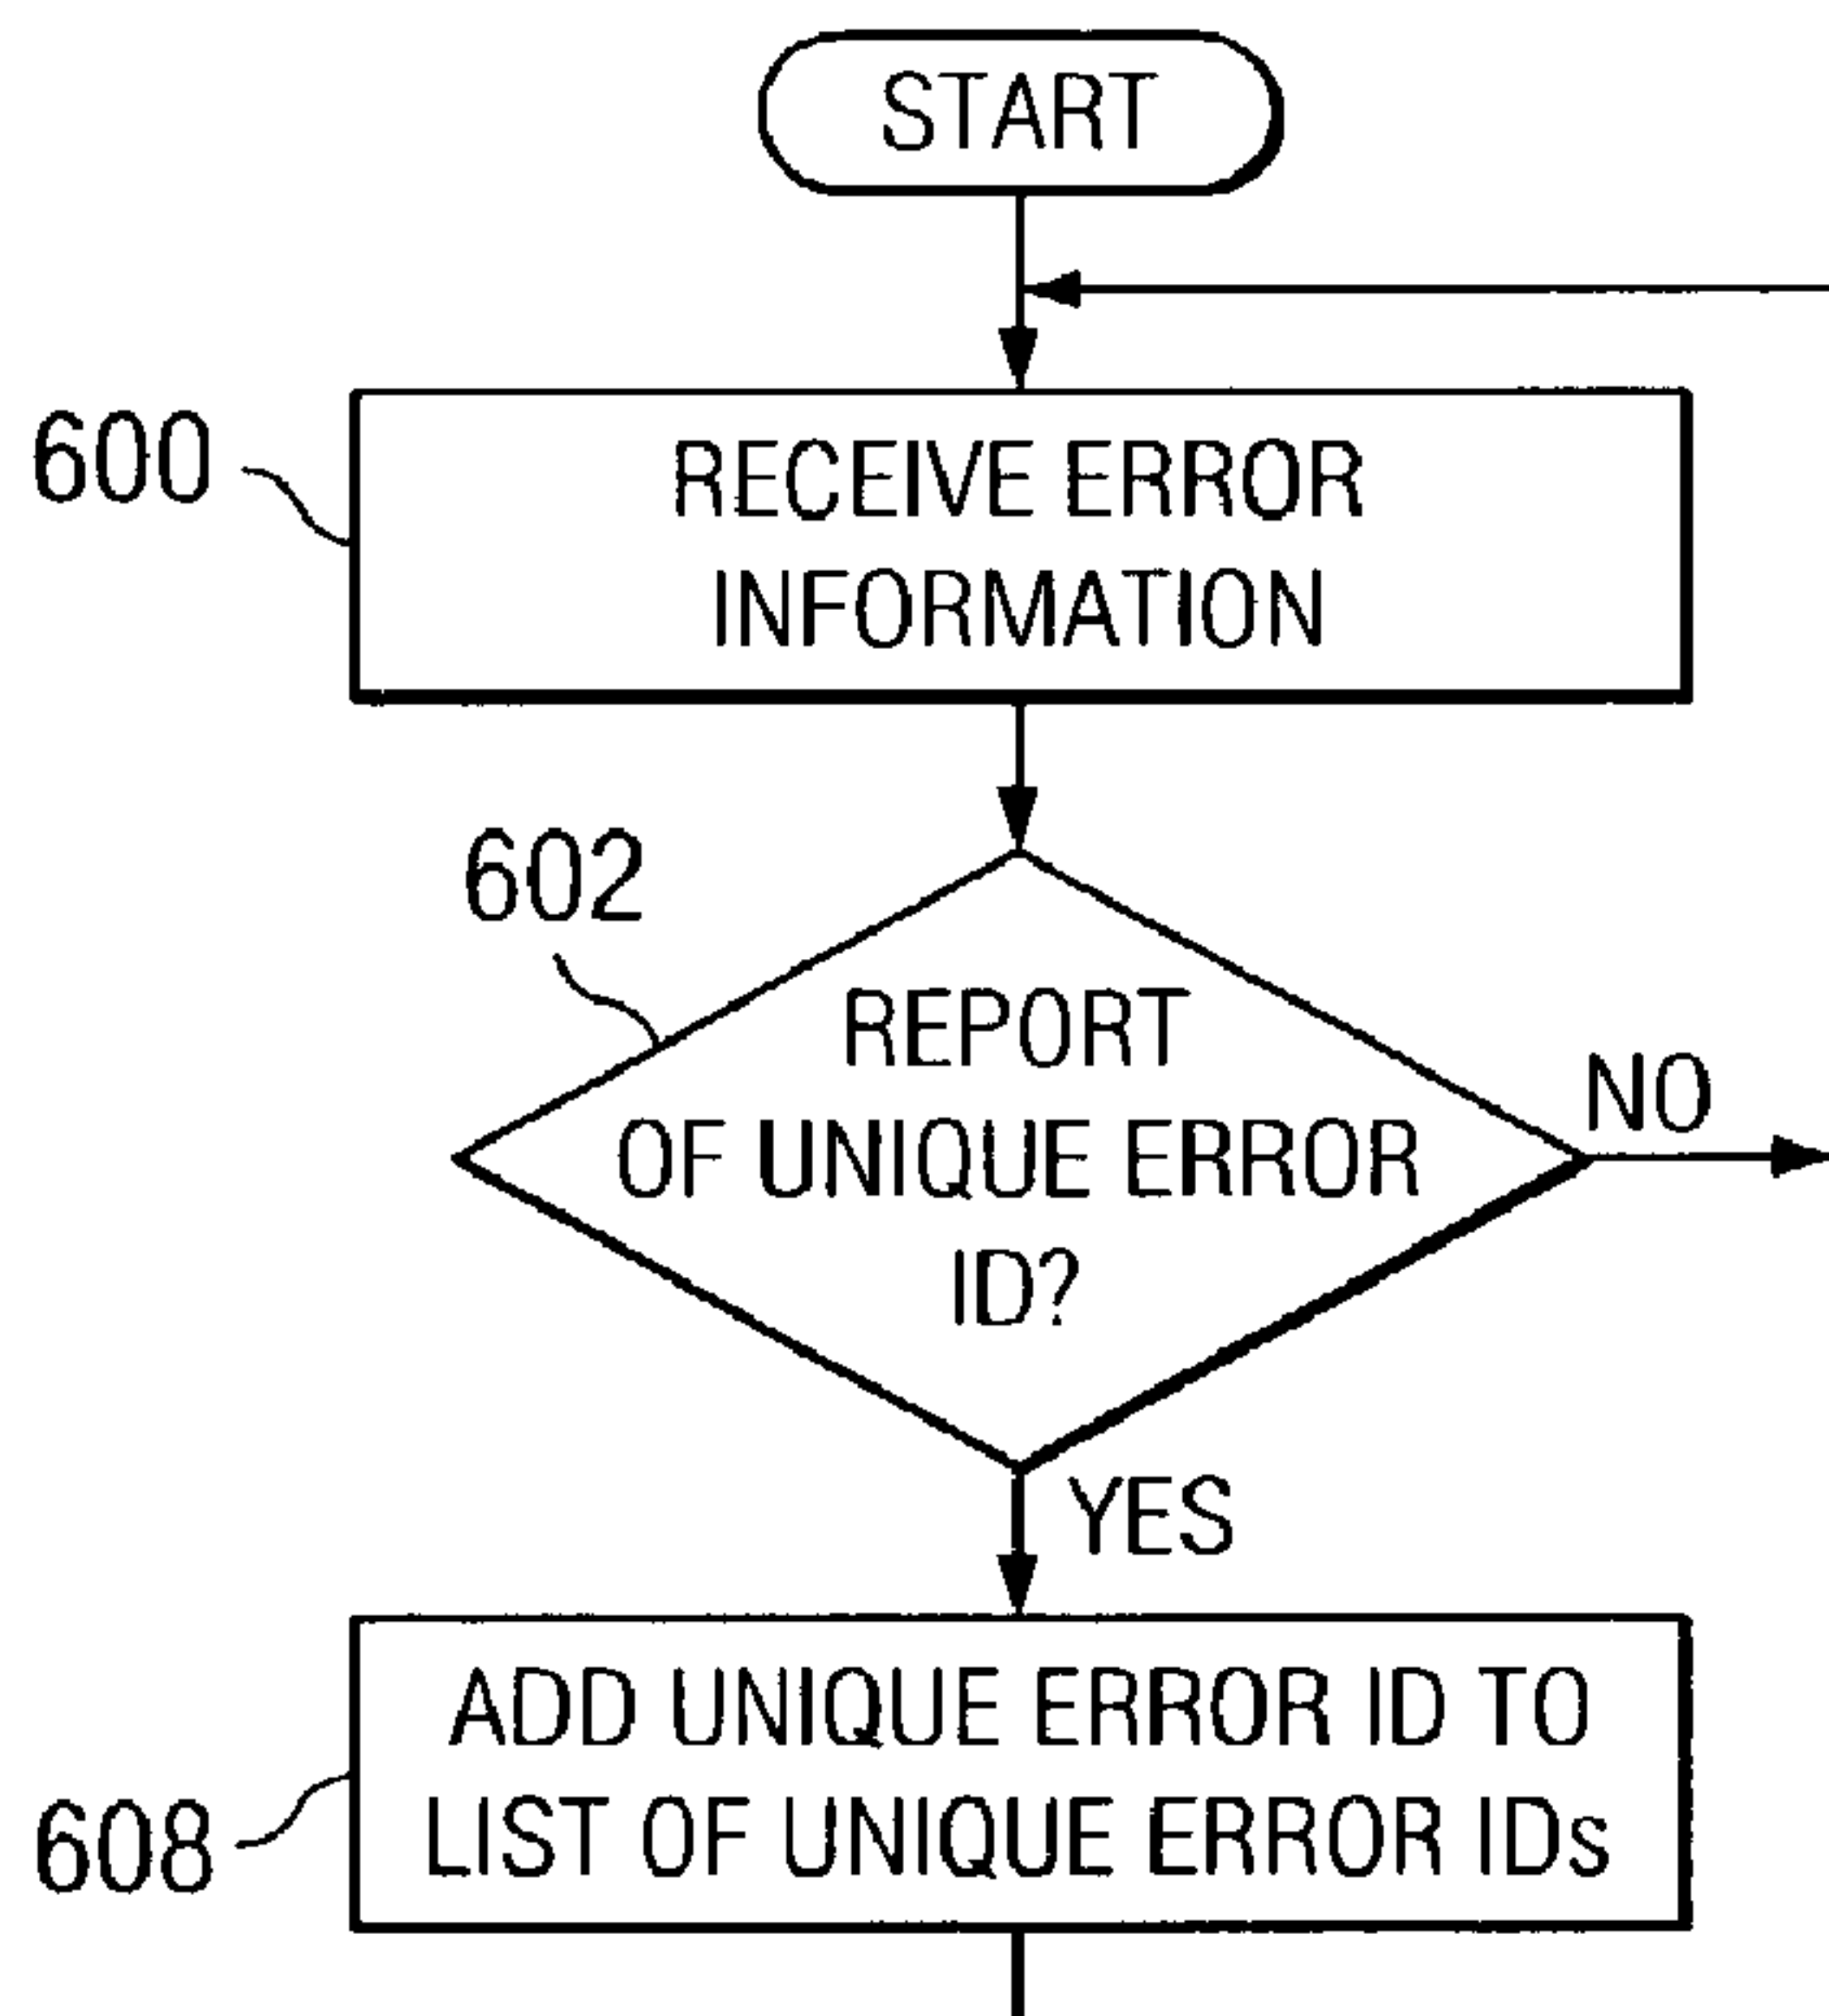 START
600
RECEIVE ERROR
INFORMATION
602
REPORT
OF UNIQUE ERROR
ID?
NO
YES
608
ADD UNIQUE ERROR ID TO
LIST OF UNIQUE ERROR IDs